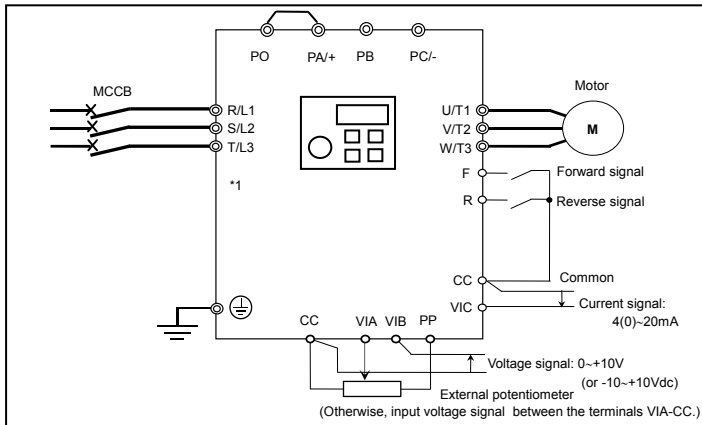 PO PA/+ PB PC/-
MCCB
Motor
R/L1
S/L2
T/L3
U/T1
V/T2
W/T3
M
F
Forward signal
*1
R
Reverse signal
CC
Common
VIC
Current signal:
4(0)~20mA
CC VIA VIB PP
Voltage signal: 0~+10V
(or -10~+10Vdc)
External potentiometer
(Otherwise, input voltage signal between the terminals VIA-CC.)